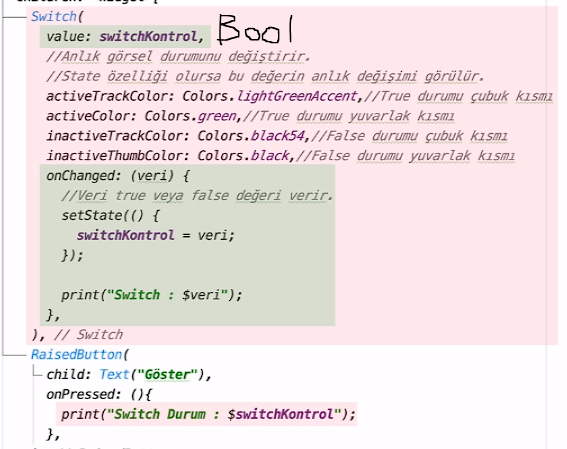 Switch(
value: switchKontrol, Bool
//Anlık görsel durumunu değiştirir.
//State özelliği olursa bu değerin anlık değişimi görülür.
activeTrackColor: Colors.lightGreenAccent,//True durumu çubuk kısmı
activeColor: Colors.green,//True durumu yuvarlak kısmı
inactiveTrackColor: Colors.black54,//False durumu çubuk kısmı
inactiveThumbColor: Colors.black,//False durumu yuvarlak kısmı
onChanged: (veri) {
//Veri true veya false değeri verir.
setState(() {
switchKontrol = veri;
});
print("Switch : $veri");
},
), // Switch
RaisedButton(
child: Text("Göster"),
onPressed: (){
print("Switch Durum : $switchKontrol");
},